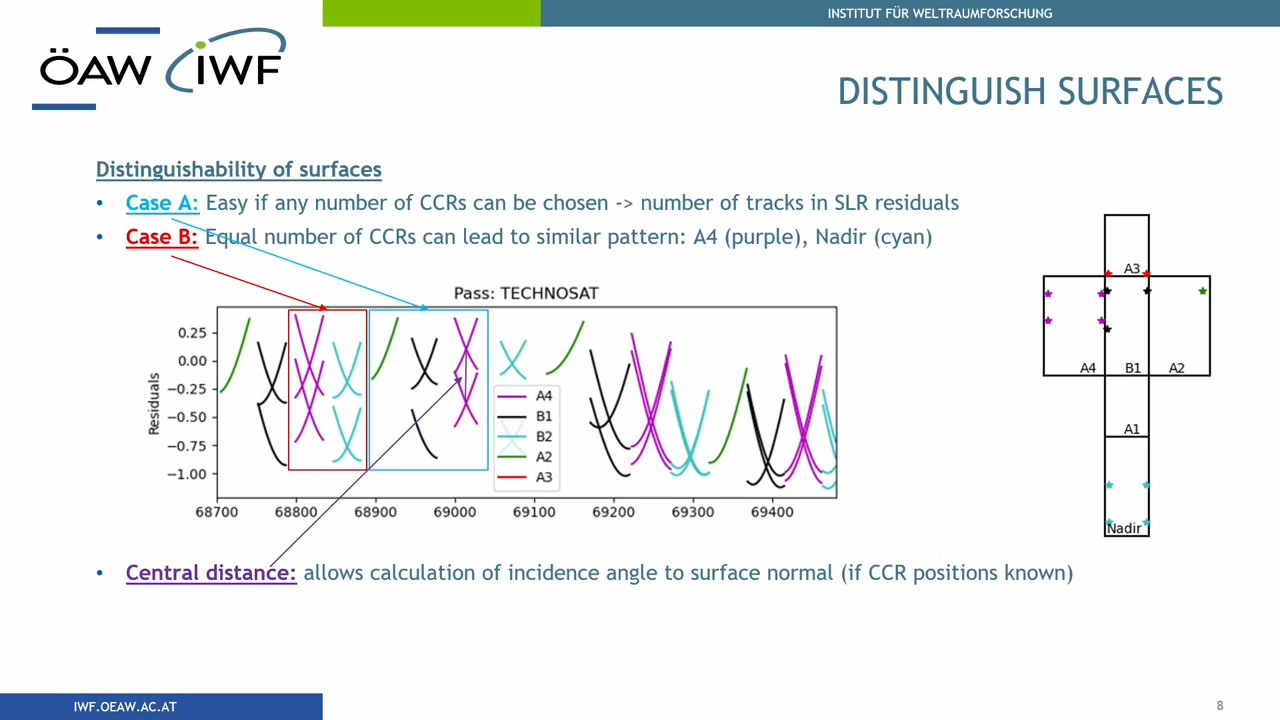 INSTITUT FÜR WELTRAUMFORSCHUNG
ÖAW IWF
DISTINGUISH SURFACES
Distinguishability of surfaces
• Case A: Easy if any number of CCRs can be chosen -> number of tracks in SLR residuals
• Case B: Equal number of CCRs can lead to similar pattern: A4 (purple), Nadir (cyan)
Pass: TECHNOSAT
Residuals
0.25
0.00
−0.25
−0.50
−0.75
−1.00
68700 68800 68900 69000 69100 69200 69300 69400
A4
B1
B2
A2
A3
A3
A4 B1 A2
A1
Nadir
• Central distance: allows calculation of incidence angle to surface normal (if CCR positions known)
IWF.OEAW.AC.AT
8